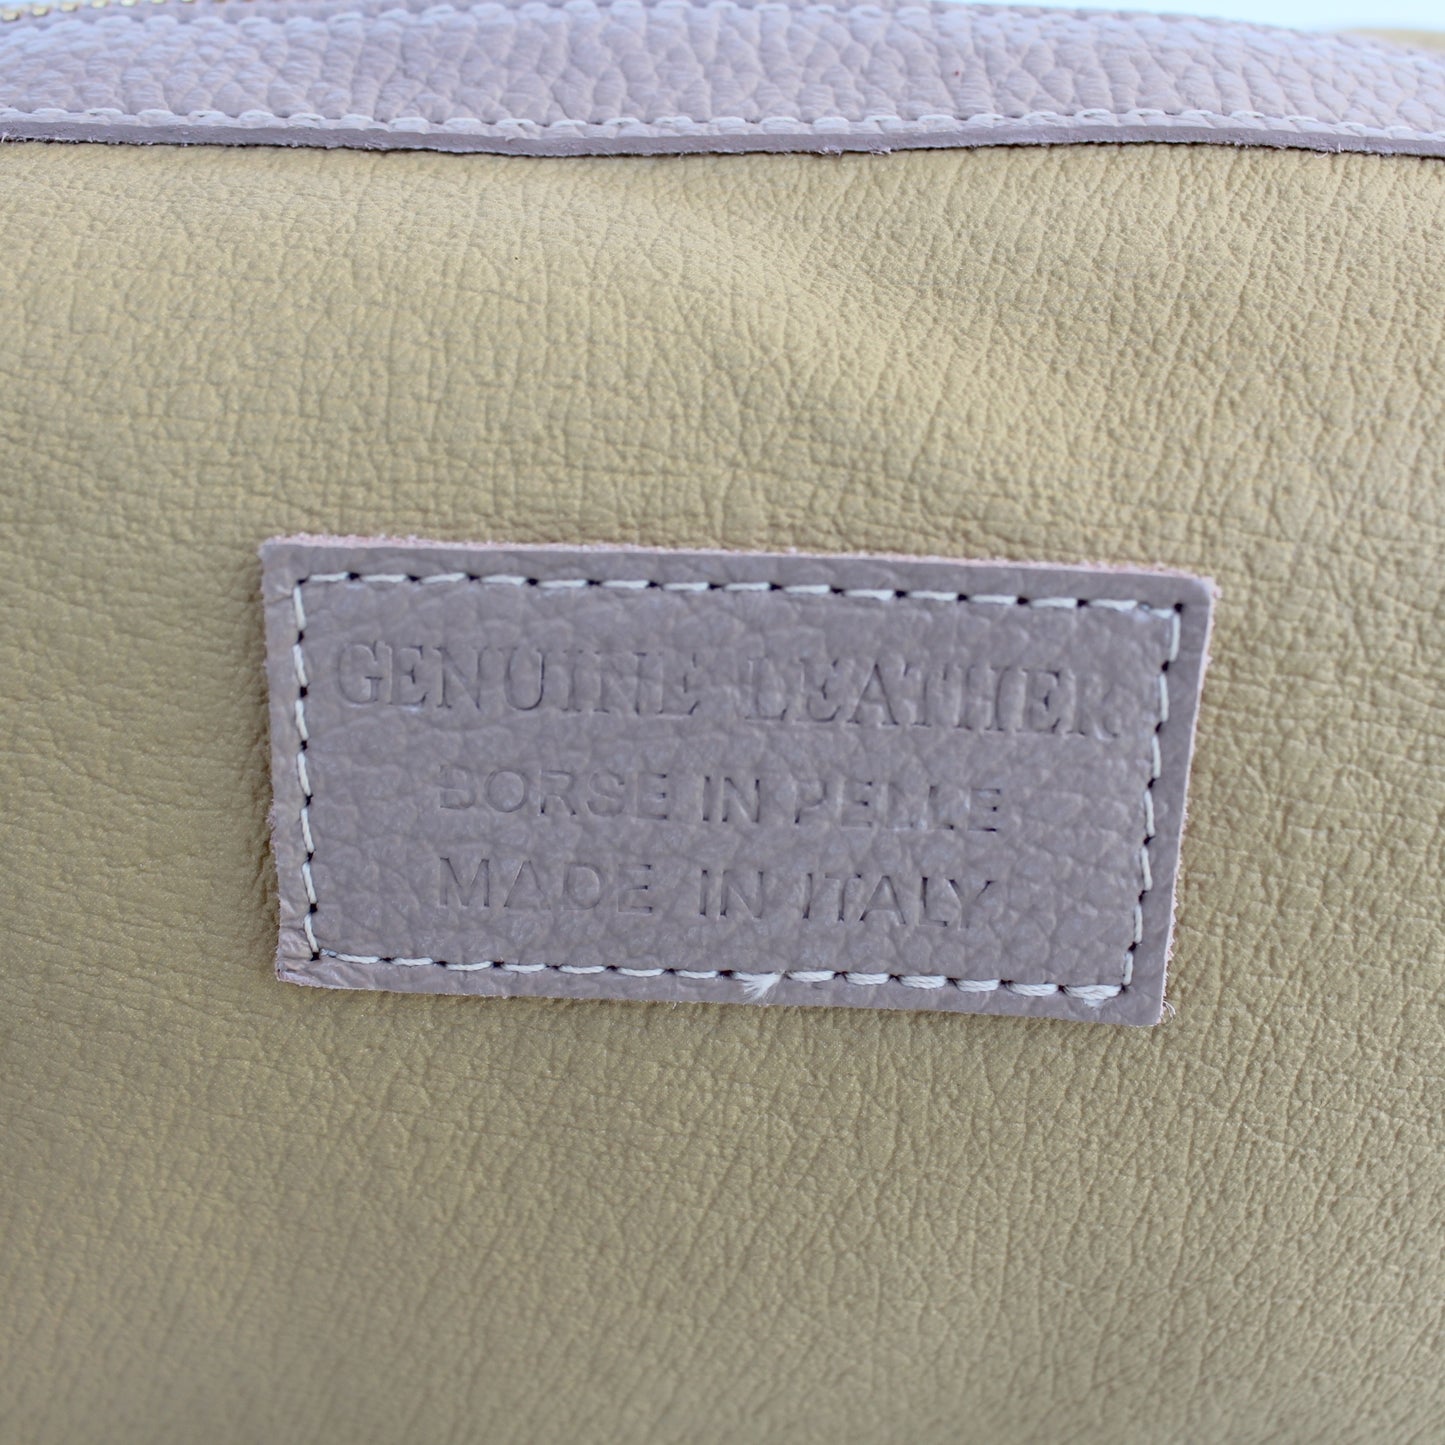 GENUINE LEATHER
BORSE IN PELLE
MADE IN ITALY